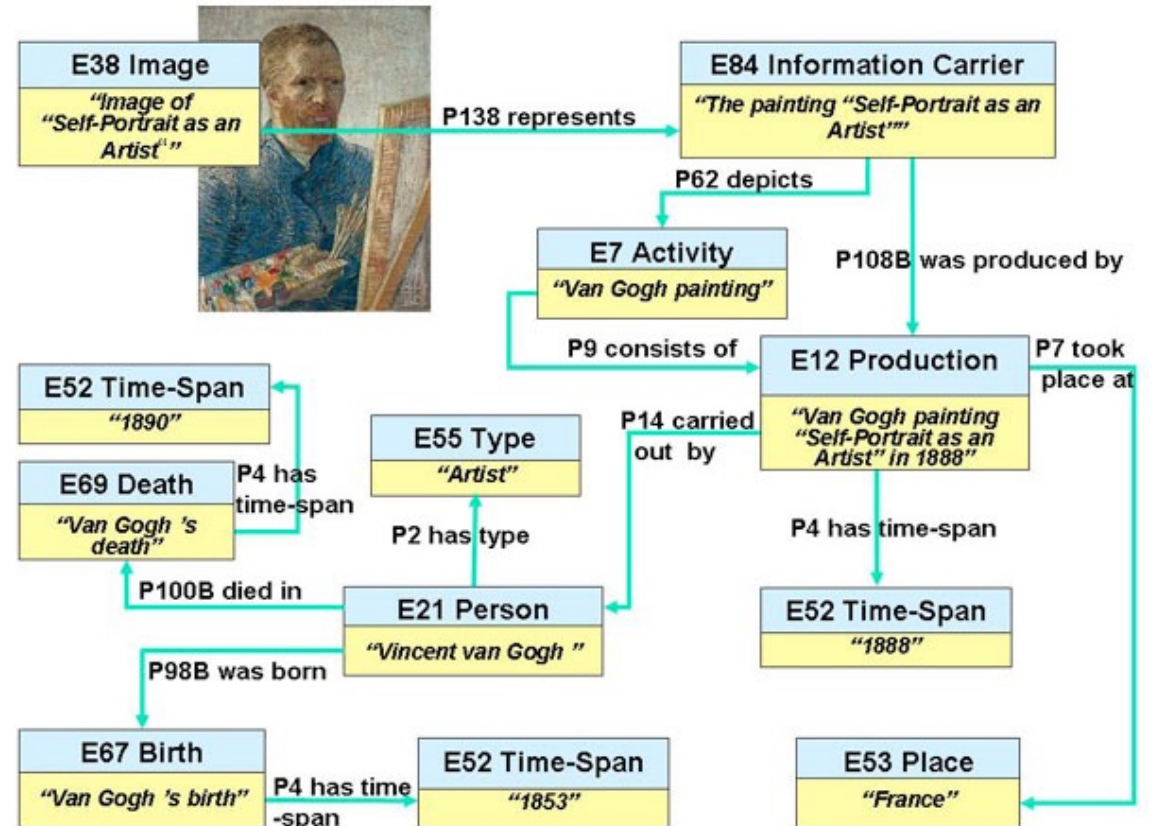 E38 Image
“Image of
“Self-Portrait as an
Artist“”
P138 represents
E84 Information Carrier
“The painting “Self-Portrait as an
Artist””
P62 depicts
E7 Activity
“Van Gogh painting”
P108B was produced by
P9 consists of
E12 Production
“Van Gogh painting
“Self-Portrait as an
Artist” in 1888”
P7 took
place at
E52 Time-Span
“1890”
P14 carried
out by
E55 Type
“Artist”
E69 Death
“Van Gogh ’s
death”
P4 has
time-span
P2 has type
P4 has time-span
P100B died in
E21 Person
“Vincent van Gogh ”
E52 Time-Span
“1888”
P98B was born
E67 Birth
“Van Gogh ’s birth”
P4 has time
-span
E52 Time-Span
“1853”
E53 Place
“France”